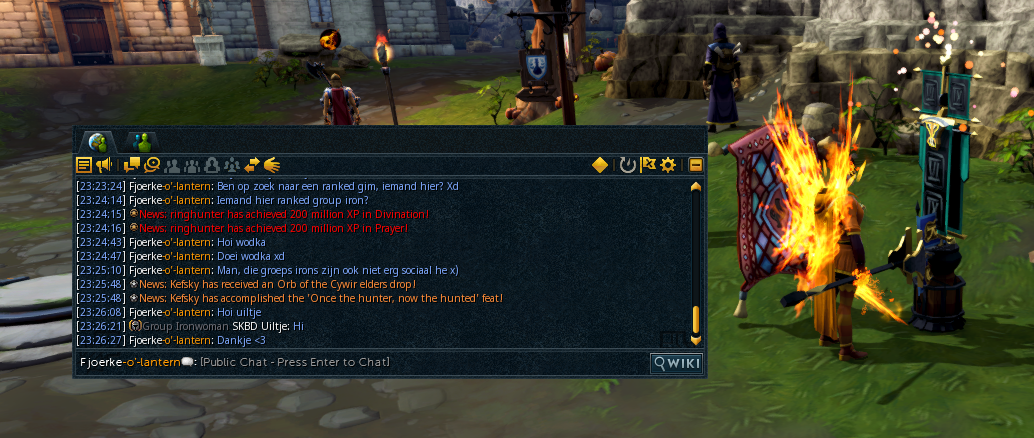 [23:23:24] Fjoerke-o'-lantern: Ben op zoek naar een ranked gim, iemand hier? Xd
[23:24:14] Fjoerke-o'-lantern: Iemand hier ranked group iron?
[23:24:15] News: ringhunter has achieved 200 million XP in Divination!
[23:24:16] News: ringhunter has achieved 200 million XP in Prayer!
[23:24:43] Fjoerke-o'-lantern: Hoi wodka
[23:24:47] Fjoerke-o'-lantern: Doei wodka xd
[23:25:10] Fjoerke-o'-lantern: Man, die groeps irons zijn ook niet erg sociaal he x)
[23:25:48] News: Kefsky has received an Orb of the Cywir elders drop!
[23:25:48] News: Kefsky has accomplished the 'Once the hunter, now the hunted' feat!
[23:26:08] Fjoerke-o'-lantern: Hoi uiltje
[23:26:21] Group Ironwoman SKBD Uiltje: Hi
[23:26:27] Fjoerke-o'-lantern: Dankje <3
Fjoerke-o'-lantern: [Public Chat - Press Enter to Chat]
WIKI